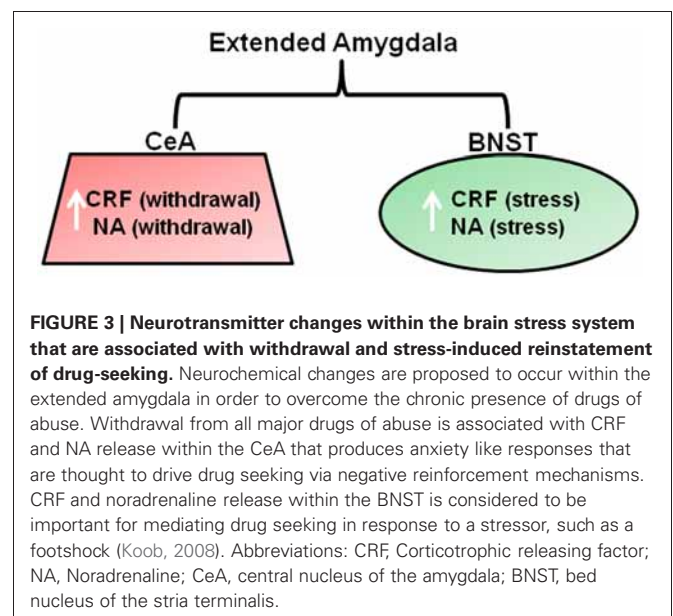 Extended Amygdala
CeA
BNST
CRF (withdrawal)
NA (withdrawal)
CRF (stress)
NA (stress)
FIGURE 3 | Neurotransmitter changes within the brain stress system
that are associated with withdrawal and stress-induced reinstatement
of drug-seeking. Neurochemical changes are proposed to occur within the
extended amygdala in order to overcome the chronic presence of drugs of
abuse. Withdrawal from all major drugs of abuse is associated with CRF
and NA release within the CeA that produces anxiety like responses that
are thought to drive drug seeking via negative reinforcement mechanisms.
CRF and noradrenaline release within the BNST is considered to be
important for mediating drug seeking in response to a stressor, such as a
footshock (Koob, 2008). Abbreviations: CRF, Corticotrophic releasing factor;
NA, Noradrenaline; CeA, central nucleus of the amygdala; BNST, bed
nucleus of the stria terminalis.